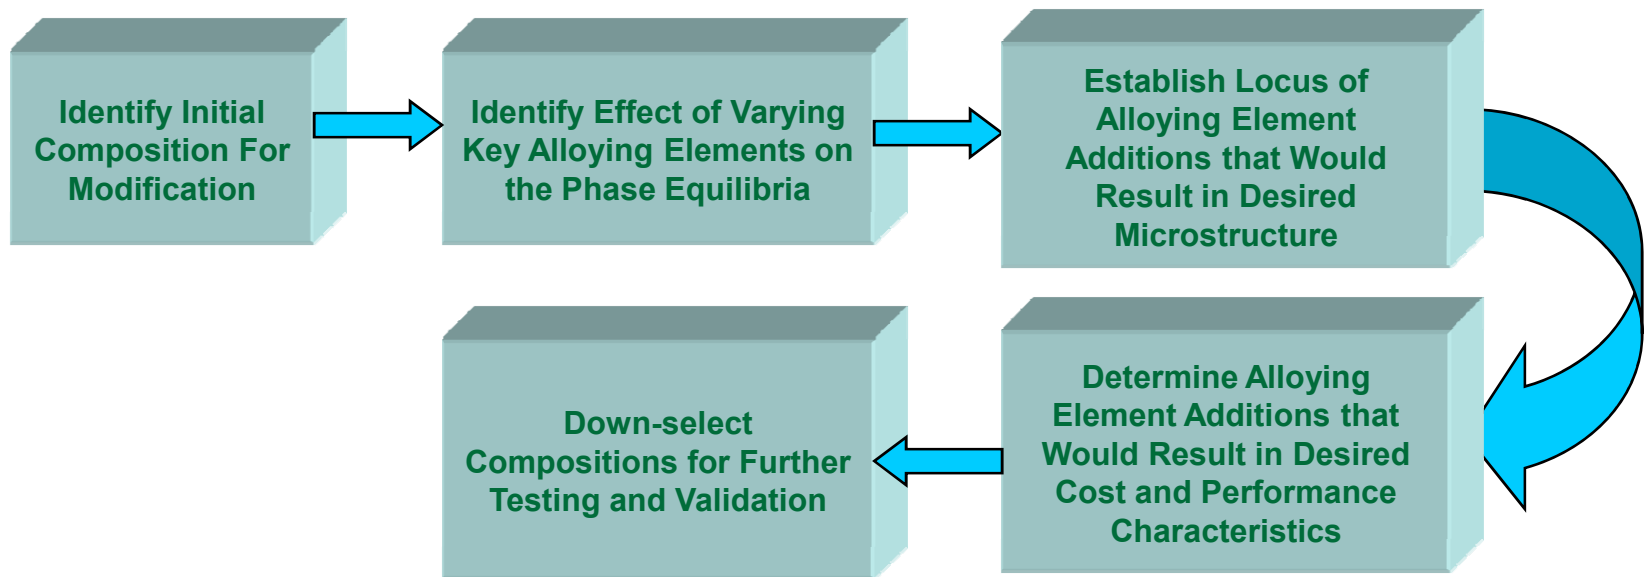 Identify Initial
Composition For
Modification
Identify Effect of Varying
Key Alloying Elements on
the Phase Equilibria
Establish Locus of
Alloying Element
Additions that Would
Result in Desired
Microstructure
Determine Alloying
Element Additions that
Would Result in Desired
Cost and Performance
Characteristics
Down-select
Compositions for Further
Testing and Validation